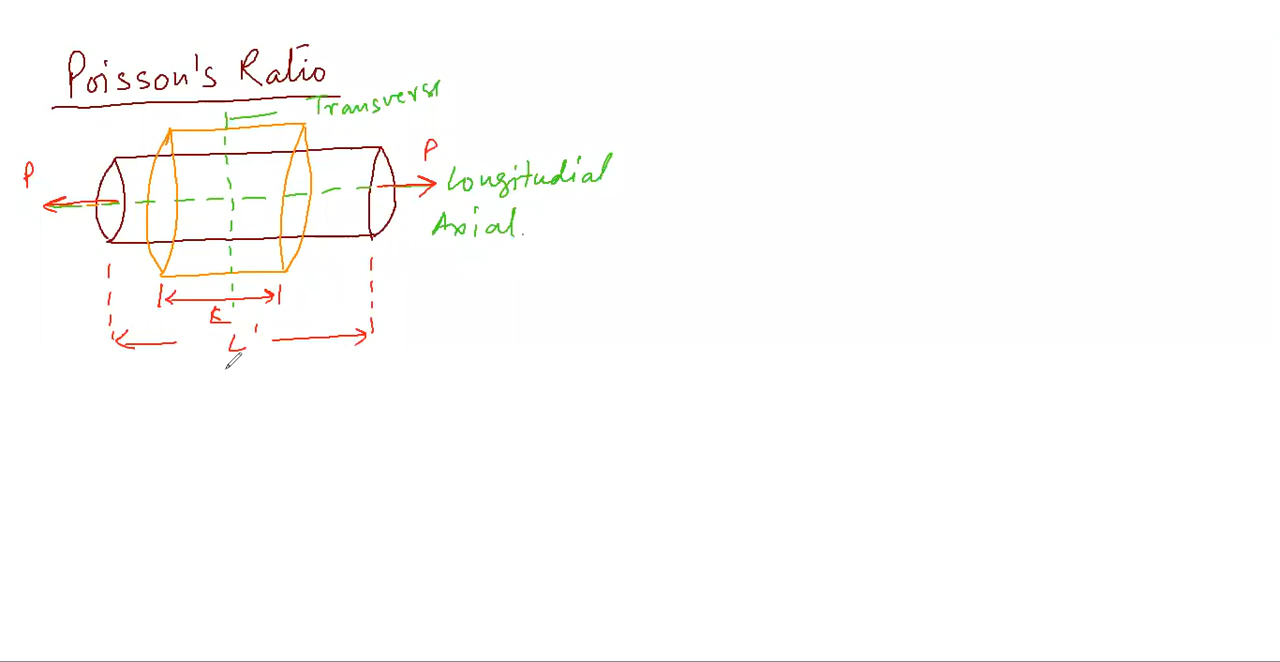 Poisson's Ratio
Transverse
P
P
Longitudial
Axial.
L
L'